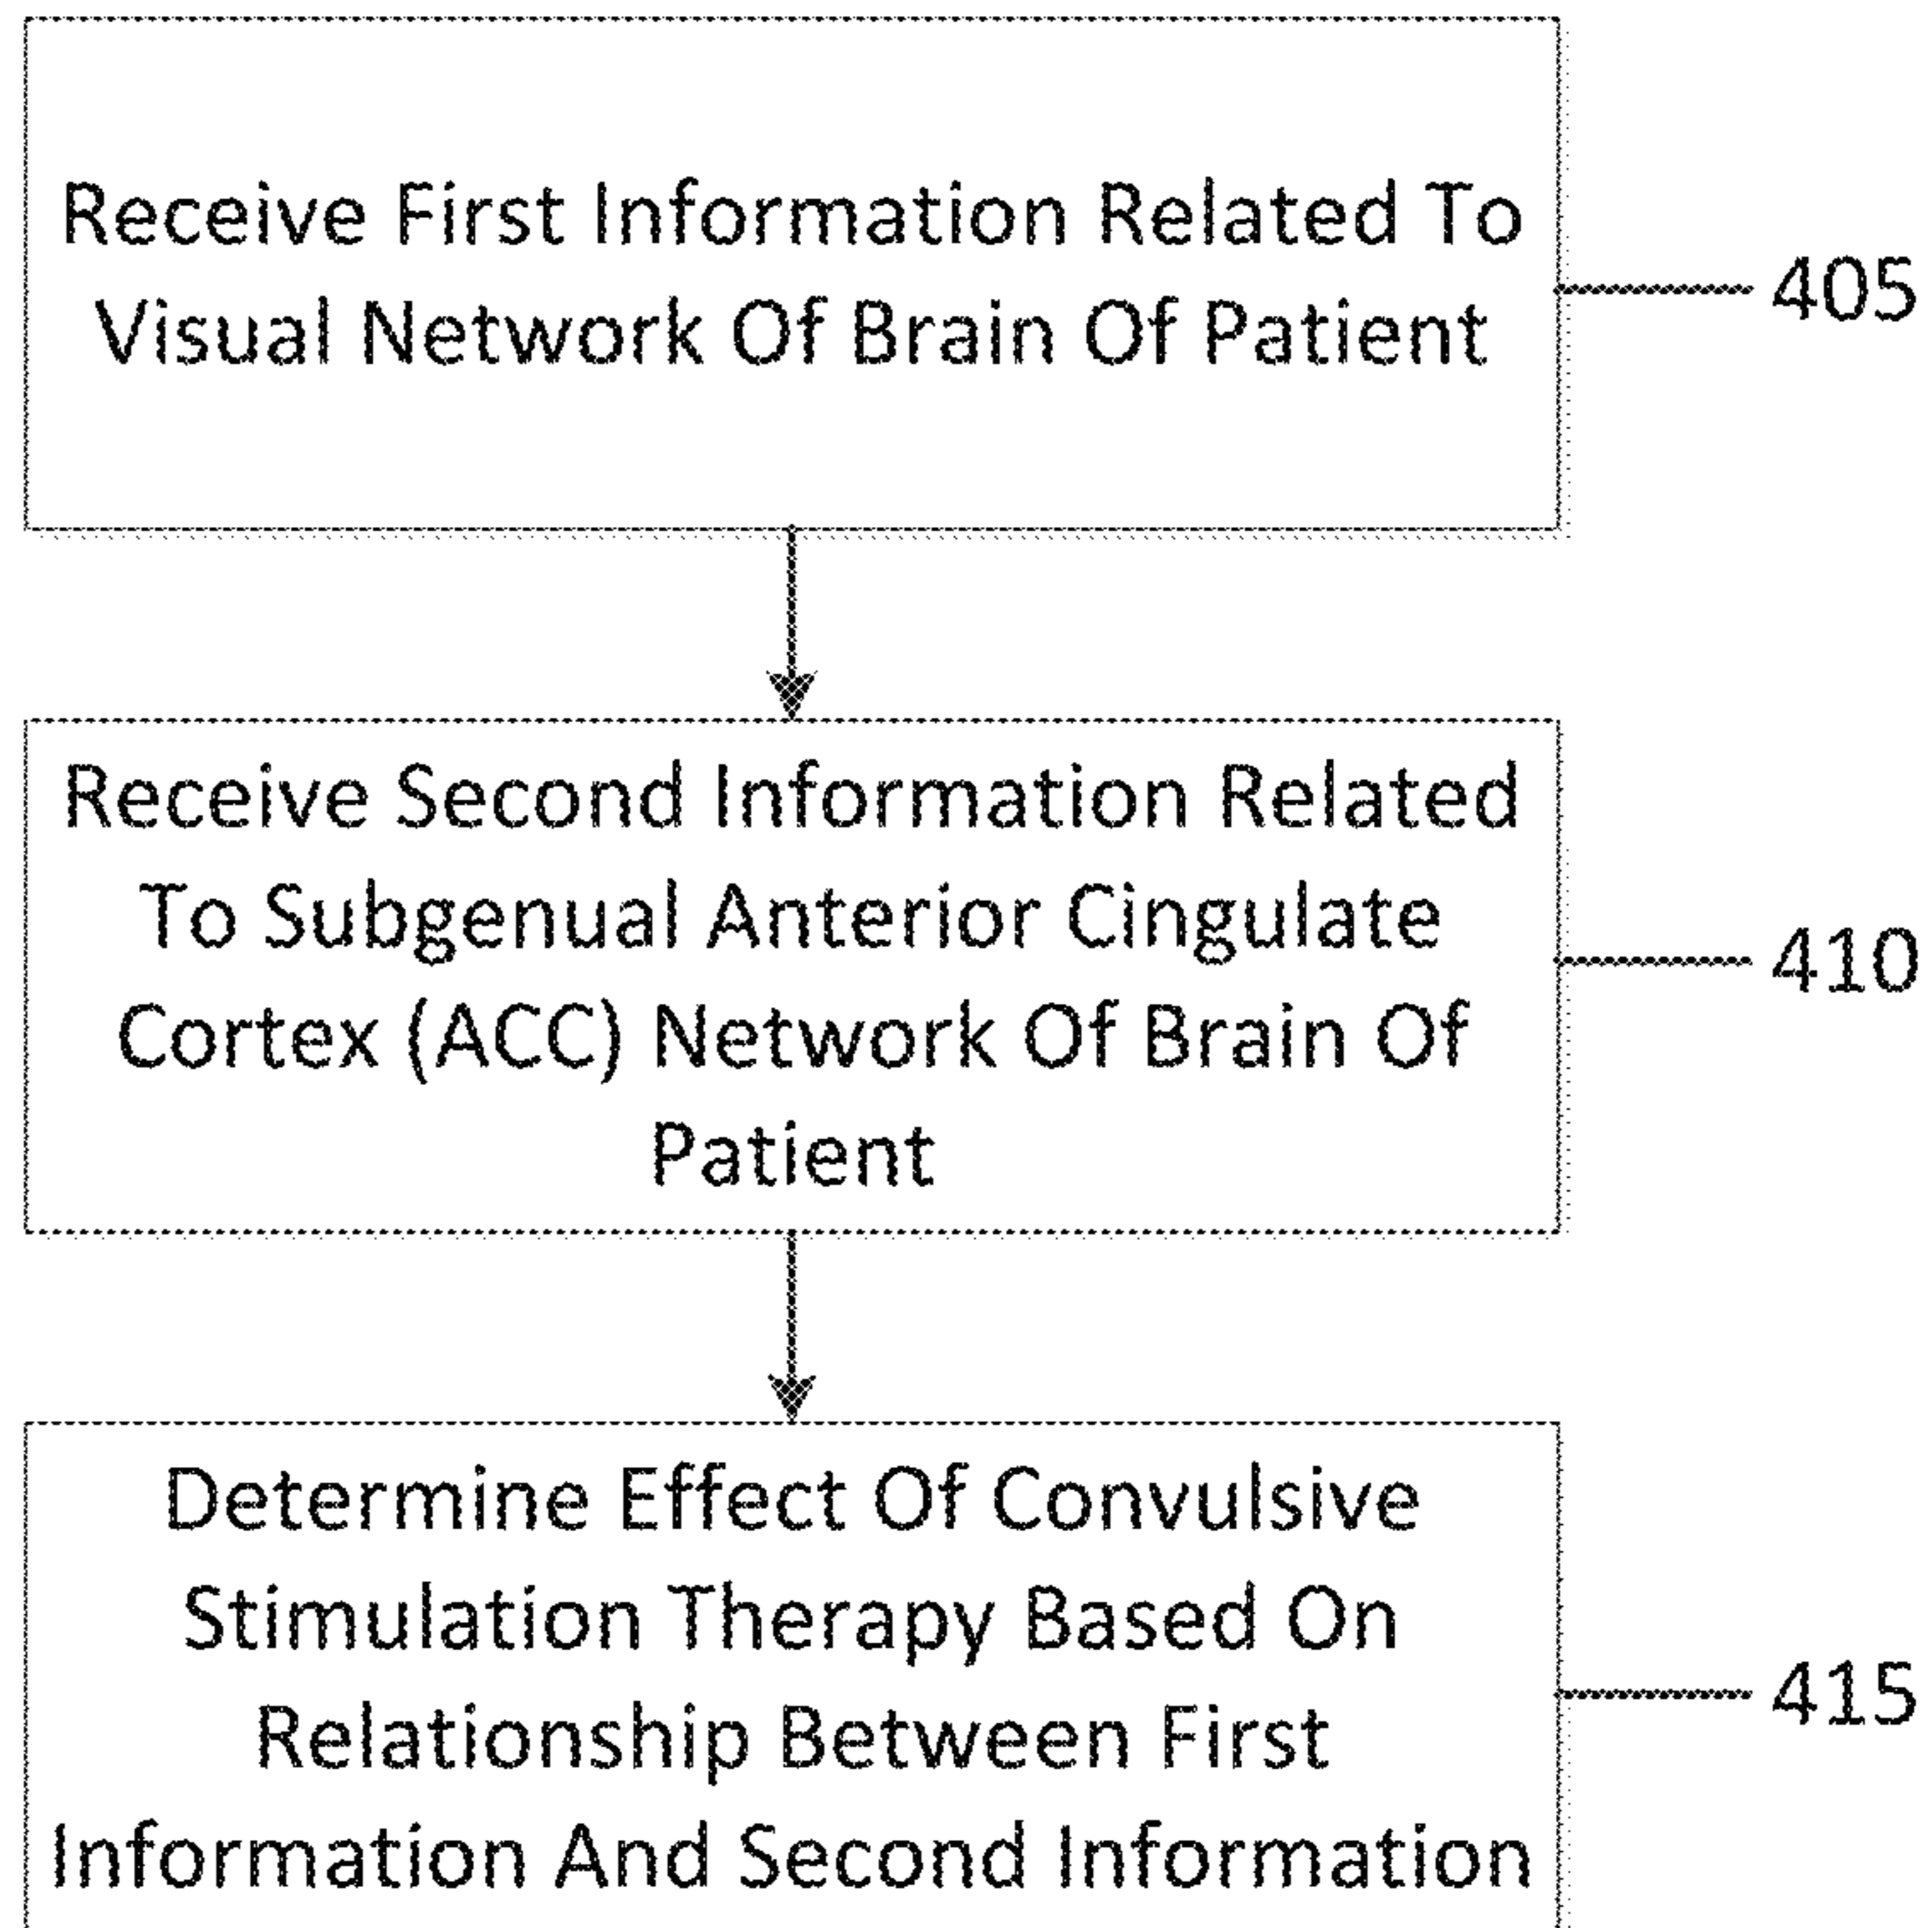 Receive First Information Related To
Visual Network Of Brain Of Patient
405
Receive Second Information Related
To Subgenual Anterior Cingulate
Cortex (ACC) Network Of Brain Of
Patient
410
Determine Effect Of Convulsive
Stimulation Therapy Based On
Relationship Between First
Information And Second Information
415